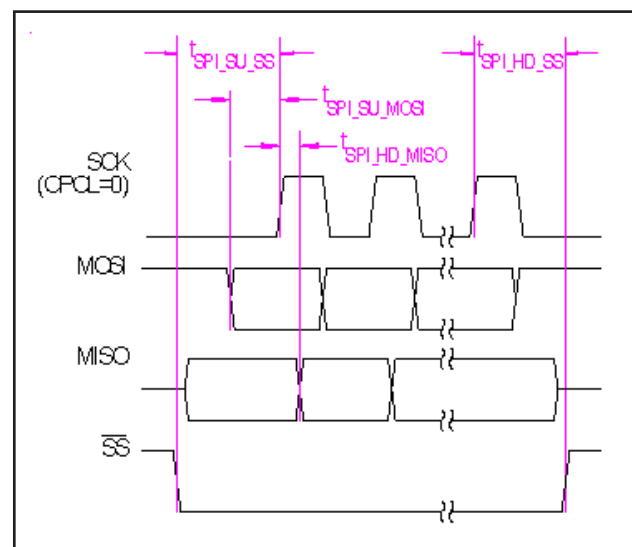 tSPI_SU_SS
tSPI_HD_SS
tSPI_SU_MOSI
tSPI_HD_MISO
SCK
(CPOL=0)
MOSI
MISO
SS